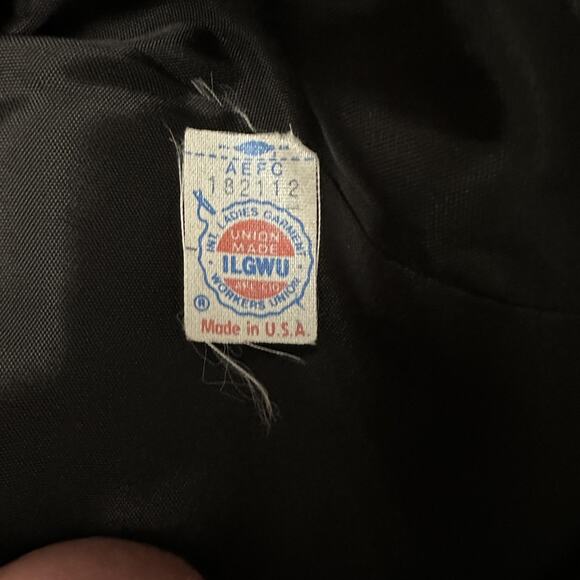 AEFC
182112
INT. LADIES GARMENT
UNION
MADE
ILGWU
AFL-CIO
WORKERS UNION
®
Made in U.S.A.